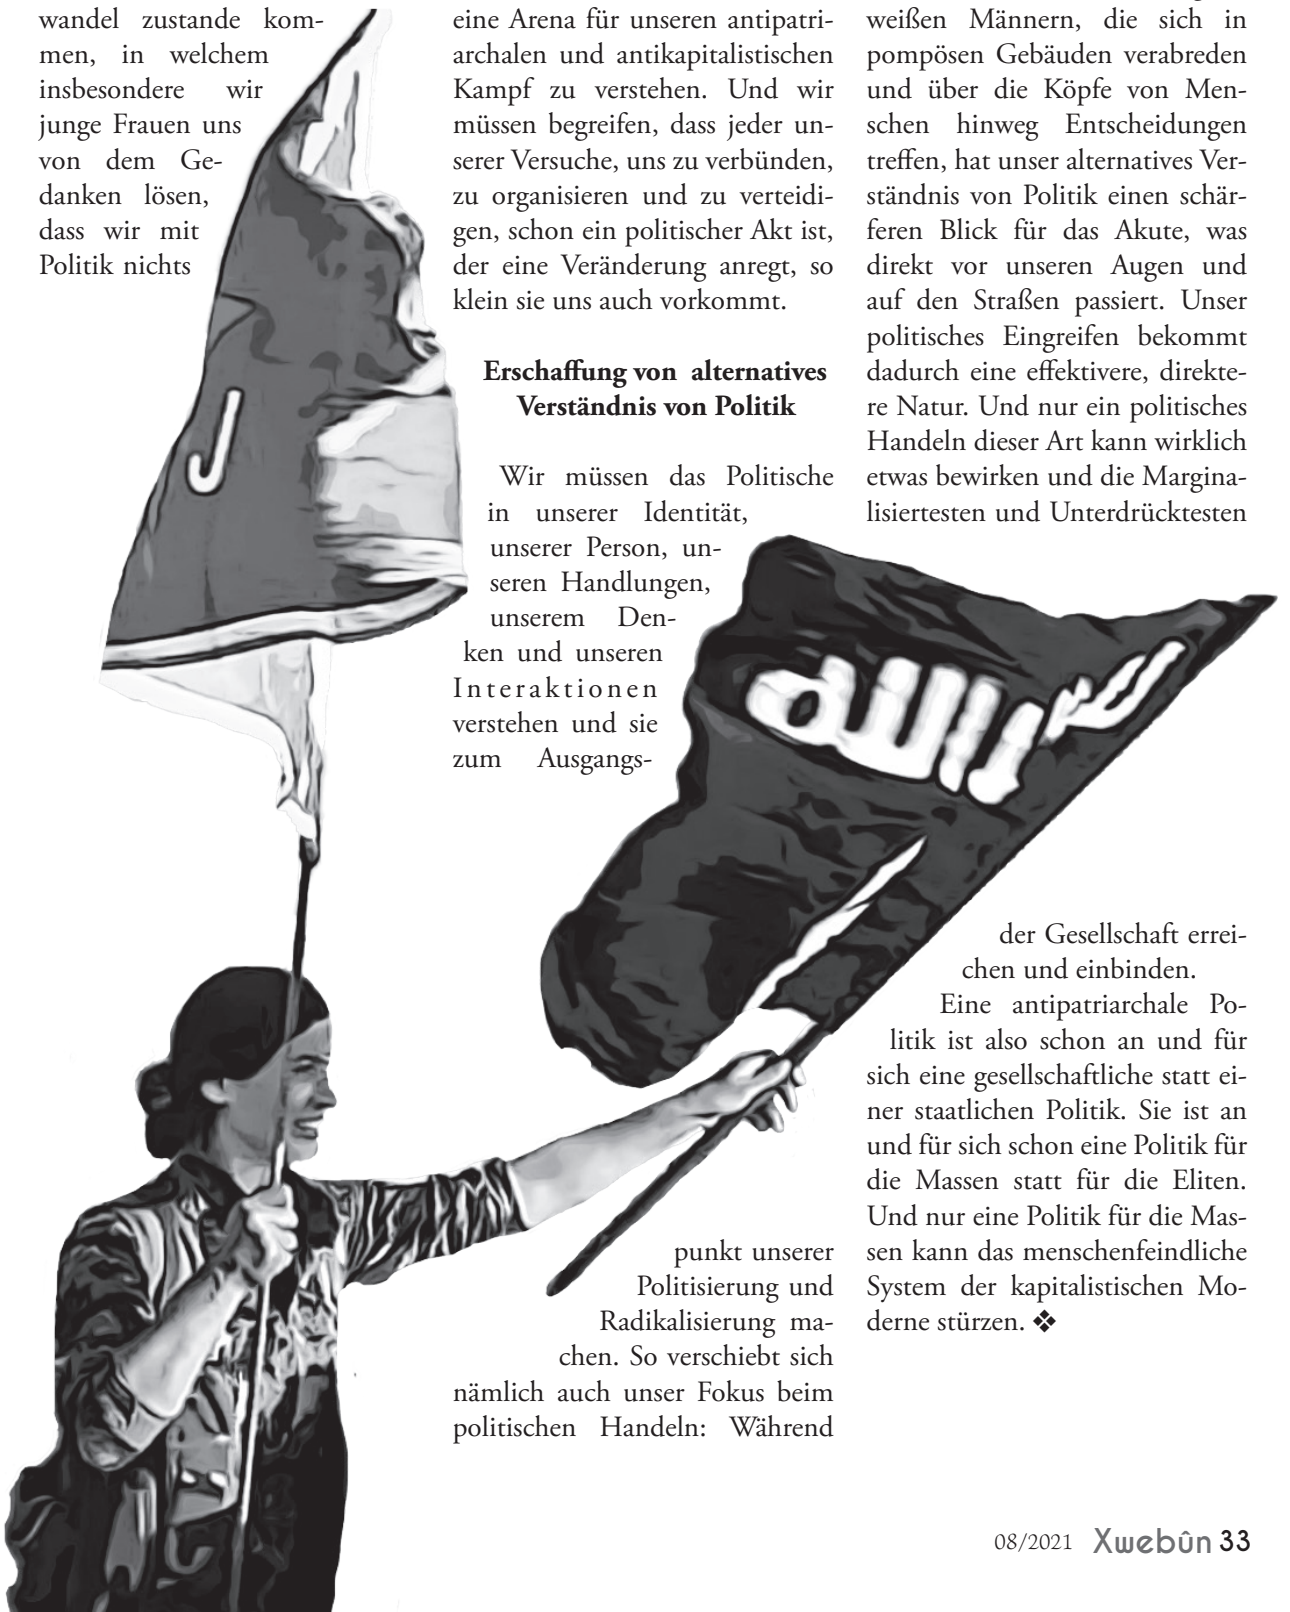 wandel zustande kom-
men, in welchem
insbesondere wir
junge Frauen uns
von dem Ge-
danken lösen,
dass wir mit
Politik nichts
eine Arena für unseren antipatri-
archalen und antikapitalistischen
Kampf zu verstehen. Und wir
müssen begreifen, dass jeder un-
serer Versuche, uns zu verbünden,
zu organisieren und zu verteidi-
gen, schon ein politischer Akt ist,
der eine Veränderung anregt, so
klein sie uns auch vorkommt.
Erschaffung von alternatives
Verständnis von Politik
Wir müssen das Politische
in unserer Identität,
unserer Person, un-
seren Handlungen,
unserem Den-
ken und unseren
Interaktionen
verstehen und sie
zum Ausgangs-
punkt unserer
Politisierung und
Radikalisierung ma-
chen. So verschiebt sich
nämlich auch unser Fokus beim
politischen Handeln: Während
weißen Männern, die sich in
pompösen Gebäuden verabreden
und über die Köpfe von Men-
schen hinweg Entscheidungen
treffen, hat unser alternatives Ver-
ständnis von Politik einen schär-
feren Blick für das Akute, was
direkt vor unseren Augen und
auf den Straßen passiert. Unser
politisches Eingreifen bekommt
dadurch eine effektivere, direkte-
re Natur. Und nur ein politisches
Handeln dieser Art kann wirklich
etwas bewirken und die Margina-
lisiertesten und Unterdrücktesten
der Gesellschaft errei-
chen und einbinden.
Eine antipatriarchale Po-
litik ist also schon an und für
sich eine gesellschaftliche statt ei-
ner staatlichen Politik. Sie ist an
und für sich schon eine Politik für
die Massen statt für die Eliten.
Und nur eine Politik für die Mas-
sen kann das menschenfeindliche
System der kapitalistischen Mo-
derne stürzen. ❖
J
الله
08/2021 Xwebûn 33